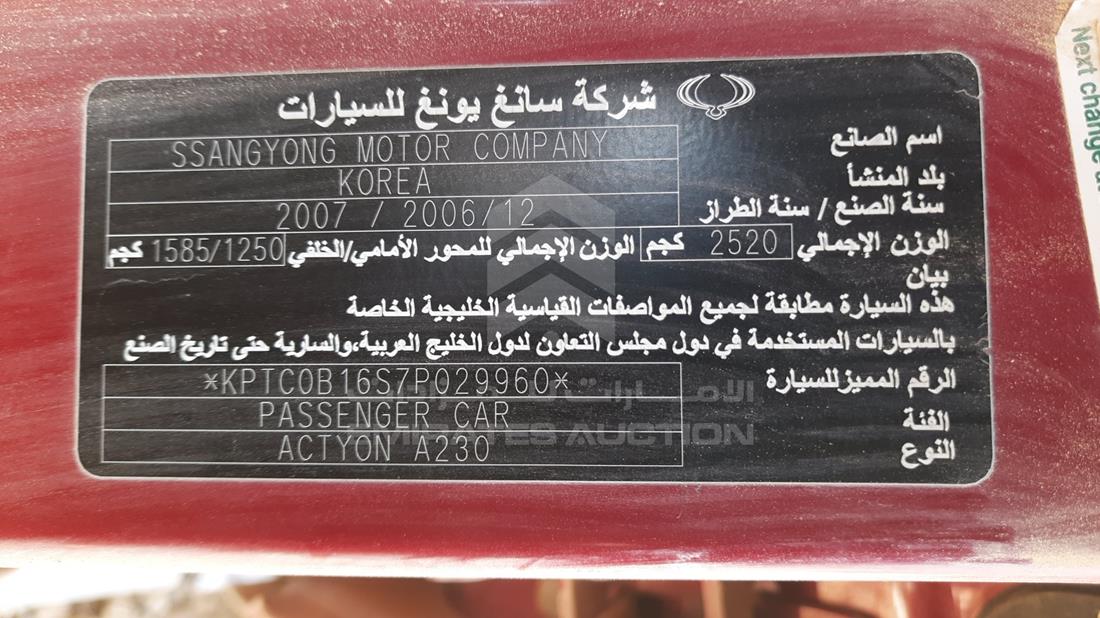 شركة سانغ يونغ للسيارات
اسم الصانع SSANGYONG MOTOR COMPANY
بلد المنشأ KOREA
سنة الصنع / سنة الطراز 2007 / 2006/12
الوزن الإجمالي 2520 كجم الوزن الإجمالي للمحور الأمامي/الخلفي 1585/1250 كجم
بيان
هذه السيارة مطابقة لجميع المواصفات القياسية الخليجية الخاصة
بالسيارات المستخدمة في دول مجلس التعاون لدول الخليج العربية،والسارية حتى تاريخ الصنع
الرقم المميزللسيارة *KPTC0B16S7P029960*
الفئة PASSENGER CAR
النوع ACTYON A230
EMIRATES AUCTION
Next change